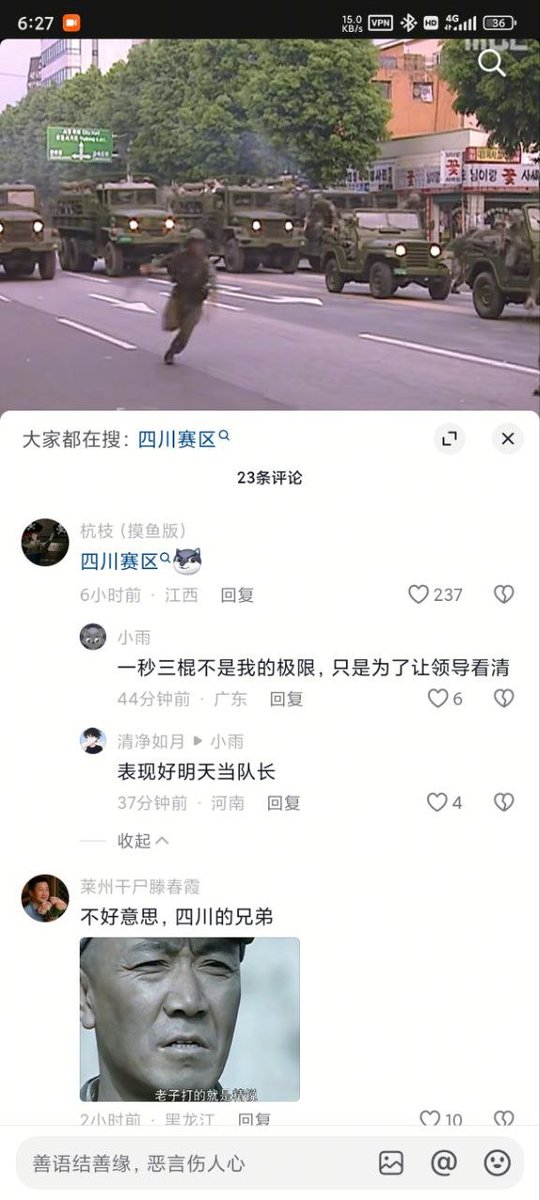 6:27
15.0
KB/s
VPN
HD
4G
36
大家都在搜：四川赛区
23条评论
杭枝（摸鱼版）
四川赛区
6小时前 · 江西 回复
237
小雨
一秒三棍不是我的极限，只是为了让领导看清
44分钟前 · 广东 回复
6
清净如月 ▶ 小雨
表现好明天当队长
37分钟前 · 河南 回复
4
收起
莱州干尸滕春霞
不好意思，四川的兄弟
老子打的就是精锐
2小时前 · 黑龙江 回复
10
善语结善缘，恶言伤人心
@